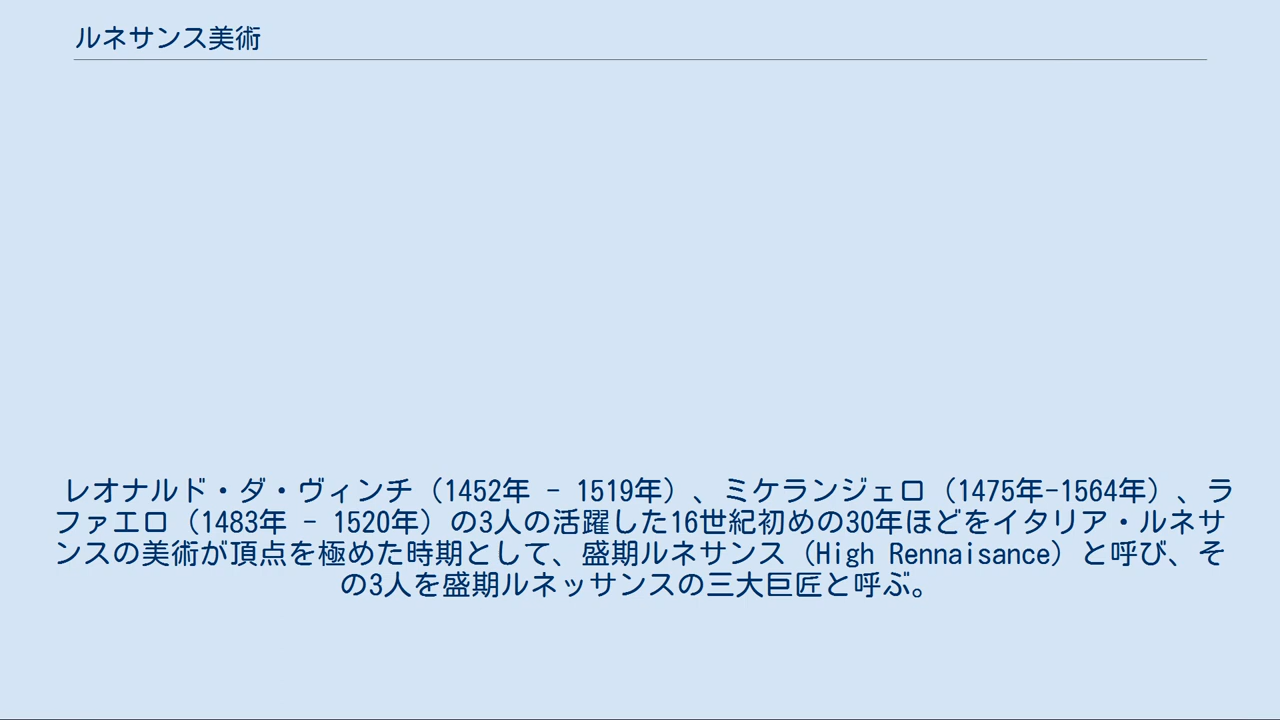 ルネサンス美術
レオナルド・ダ・ヴィンチ（1452年 - 1519年）、ミケランジェロ（1475年-1564年）、ラ
ファエロ（1483年 - 1520年）の3人の活躍した16世紀初めの30年ほどをイタリア・ルネサ
ンスの美術が頂点を極めた時期として、盛期ルネサンス（High Rennaisance）と呼び、そ
の3人を盛期ルネッサンスの三大巨匠と呼ぶ。